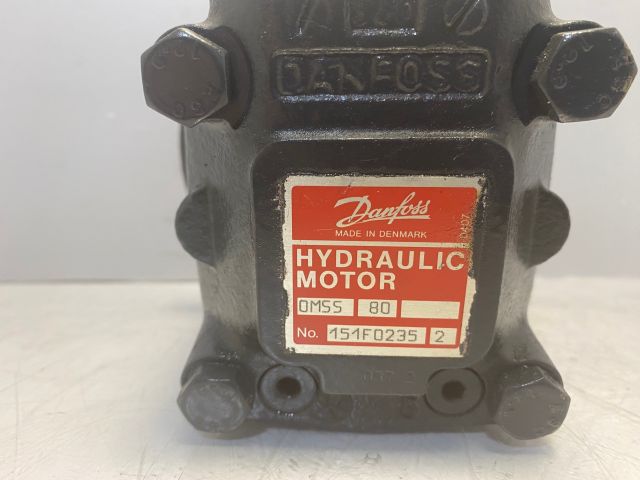 DANFOSS
Danfoss
MADE IN DENMARK
HYDRAULIC
MOTOR
OMSS 80
No. 151F0235 2